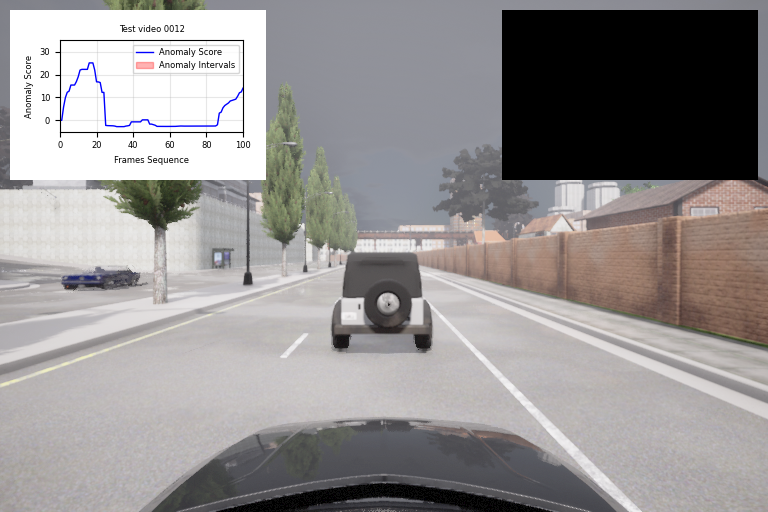 Test video 0012
Anomaly Score
Anomaly Intervals
Anomaly Score
30
20
10
0
0 20 40 60 80 100
Frames Sequence